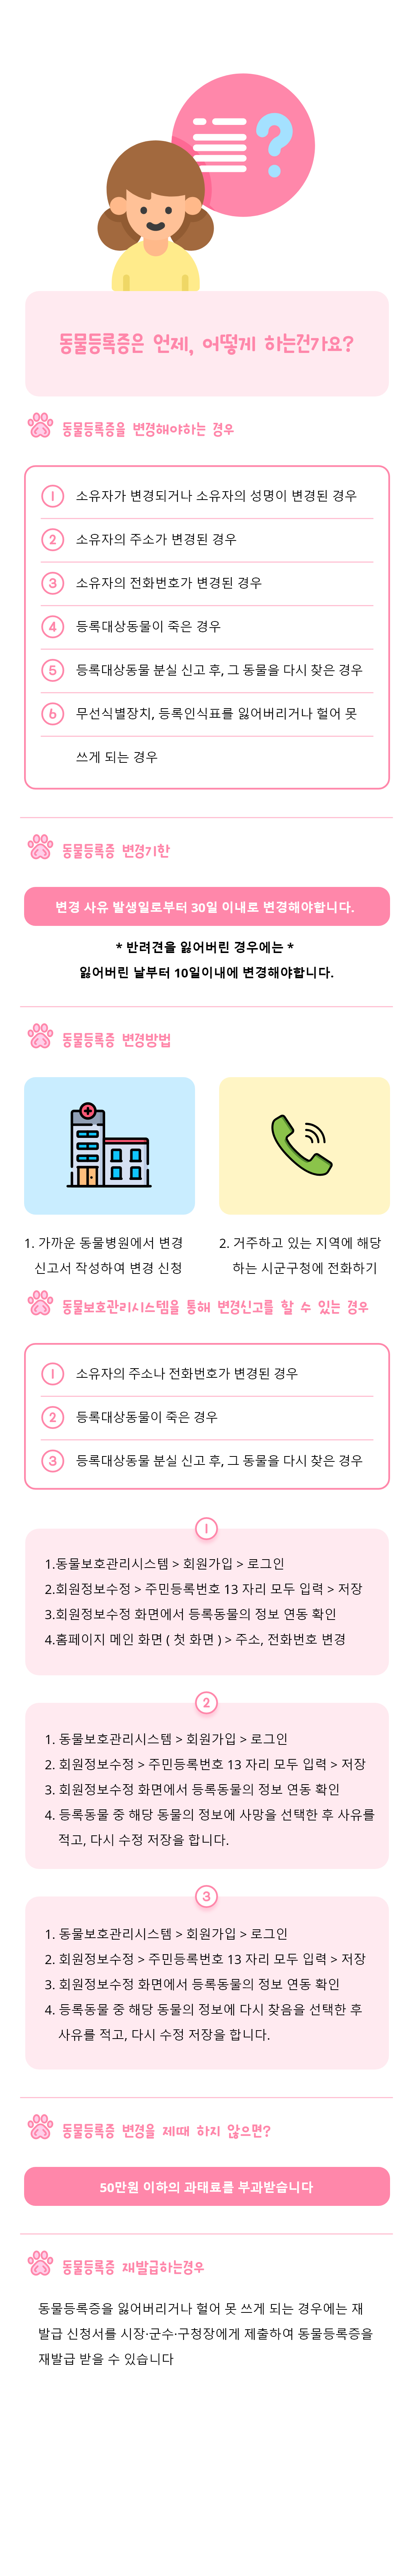 ?
동물등록증은 언제, 어떻게 하는건가요?
동물등록증을 변경해야하는 경우
1 소유자가 변경되거나 소유자의 성명이 변경된 경우
2 소유자의 주소가 변경된 경우
3 소유자의 전화번호가 변경된 경우
4 등록대상동물이 죽은 경우
5 등록대상동물 분실 신고 후, 그 동물을 다시 찾은 경우
6 무선식별장치, 등록인식표를 잃어버리거나 헐어 못
쓰게 되는 경우
동물등록증 변경기한
변경 사유 발생일로부터 30일 이내로 변경해야합니다.
* 반려견을 잃어버린 경우에는 *
잃어버린 날부터 10일이내에 변경해야합니다.
동물등록증 변경방법
1. 가까운 동물병원에서 변경
신고서 작성하여 변경 신청
2. 거주하고 있는 지역에 해당
하는 시군구청에 전화하기
동물보호관리시스템을 통해 변경신고를 할 수 있는 경우
1 소유자의 주소나 전화번호가 변경된 경우
2 등록대상동물이 죽은 경우
3 등록대상동물 분실 신고 후, 그 동물을 다시 찾은 경우
1
1.동물보호관리시스템 > 회원가입 > 로그인
2.회원정보수정 > 주민등록번호 13 자리 모두 입력 > 저장
3.회원정보수정 화면에서 등록동물의 정보 연동 확인
4.홈페이지 메인 화면 ( 첫 화면 ) > 주소, 전화번호 변경
2
1. 동물보호관리시스템 > 회원가입 > 로그인
2. 회원정보수정 > 주민등록번호 13 자리 모두 입력 > 저장
3. 회원정보수정 화면에서 등록동물의 정보 연동 확인
4. 등록동물 중 해당 동물의 정보에 사망을 선택한 후 사유를
적고, 다시 수정 저장을 합니다.
3
1. 동물보호관리시스템 > 회원가입 > 로그인
2. 회원정보수정 > 주민등록번호 13 자리 모두 입력 > 저장
3. 회원정보수정 화면에서 등록동물의 정보 연동 확인
4. 등록동물 중 해당 동물의 정보에 다시 찾음을 선택한 후
사유를 적고, 다시 수정 저장을 합니다.
동물등록증 변경을 제때 하지 않으면?
50만원 이하의 과태료를 부과받습니다
동물등록증 재발급하는경우
동물등록증을 잃어버리거나 헐어 못 쓰게 되는 경우에는 재
발급 신청서를 시장·군수·구청장에게 제출하여 동물등록증을
재발급 받을 수 있습니다